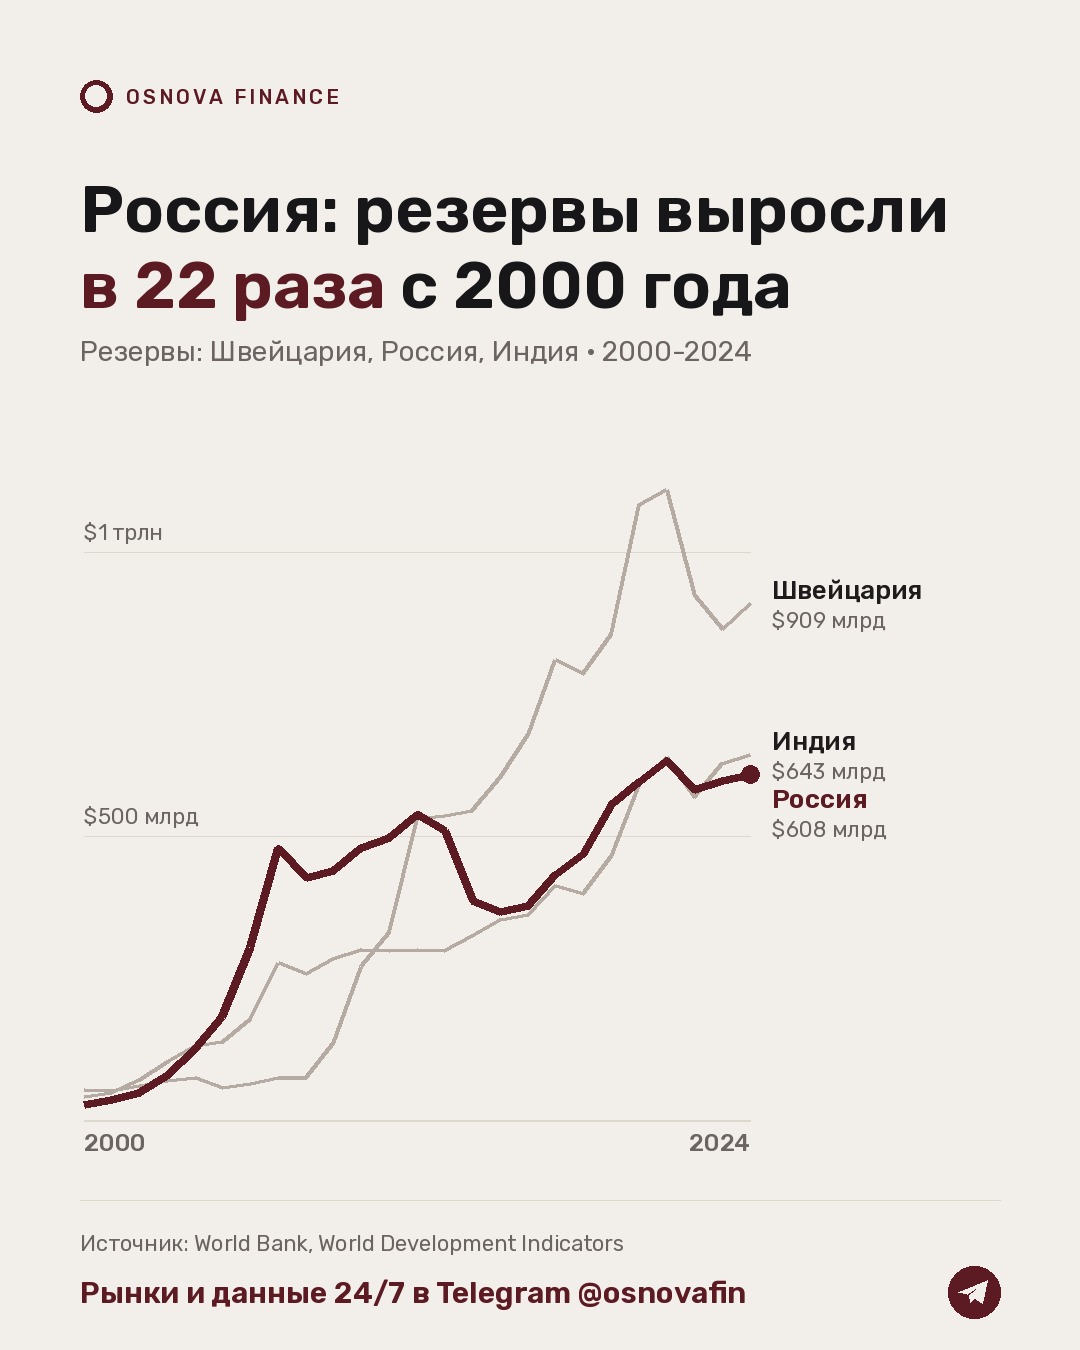 OSNOVA FINANCE
Россия: резервы выросли
в 22 раза с 2000 года
Резервы: Швейцария, Россия, Индия • 2000-2024
$1 трлн
Швейцария
$909 млрд
Индия
$643 млрд
Россия
$608 млрд
$500 млрд
2000
2024
Источник: World Bank, World Development Indicators
Рынки и данные 24/7 в Telegram @osnovafin